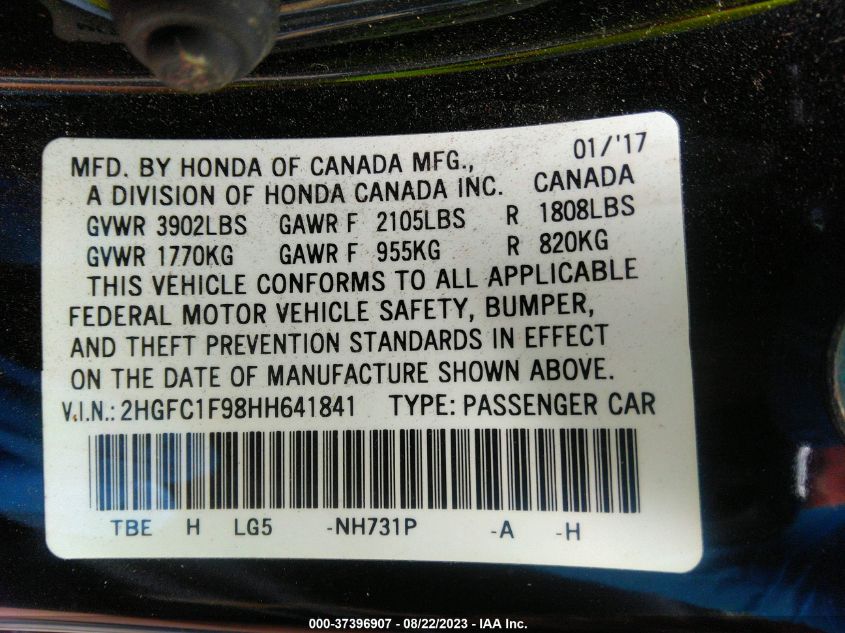 MFD. BY HONDA OF CANADA MFG., 01/'17
A DIVISION OF HONDA CANADA INC. CANADA
GVWR 3902LBS GAWR F 2105LBS R 1808LBS
GVWR 1770KG GAWR F 955KG R 820KG
THIS VEHICLE CONFORMS TO ALL APPLICABLE
FEDERAL MOTOR VEHICLE SAFETY, BUMPER,
AND THEFT PREVENTION STANDARDS IN EFFECT
ON THE DATE OF MANUFACTURE SHOWN ABOVE.
V.I.N.: 2HGFC1F98HH641841 TYPE: PASSENGER CAR
TBE H LG5 -NH731P -A -H
000-37396907 - 08/22/2023 - IAA Inc.